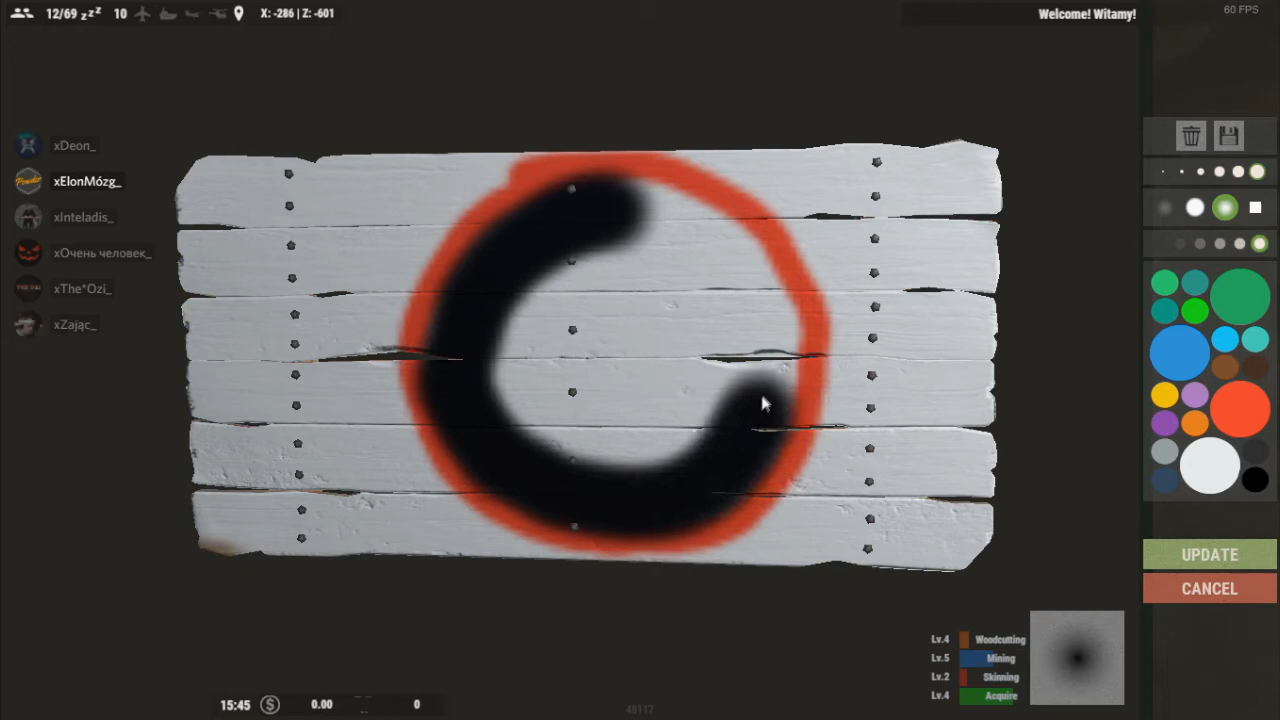 12/69 zzz 10 X: -286 | Z: -601
Welcome! Witamy!
60 FPS
xDeon_
xElonMózg_
xInteladis_
xОчень человек_
xThe*Ozi_
xZając_
UPDATE
CANCEL
Lv.4 Woodcutting
Lv.5 Mining
Lv.2 Skinning
Lv.4 Acquire
15:45 $ 0.00 0
48117